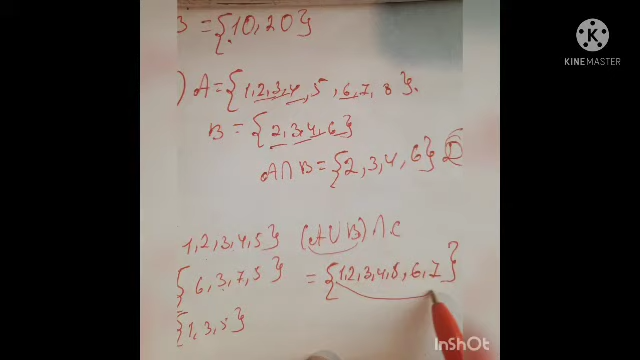 = {10,20}
KINEMASTER
) A = {1,2,3,4,5,6,7,8}.
B = {2,3,4,6}
A∩B = {2,3,4,6}
1,2,3,4,5} (A∪B)∩C
{6,3,7,5} = {1,2,3,4,5,6,7}
{1,3,5}
InShOt